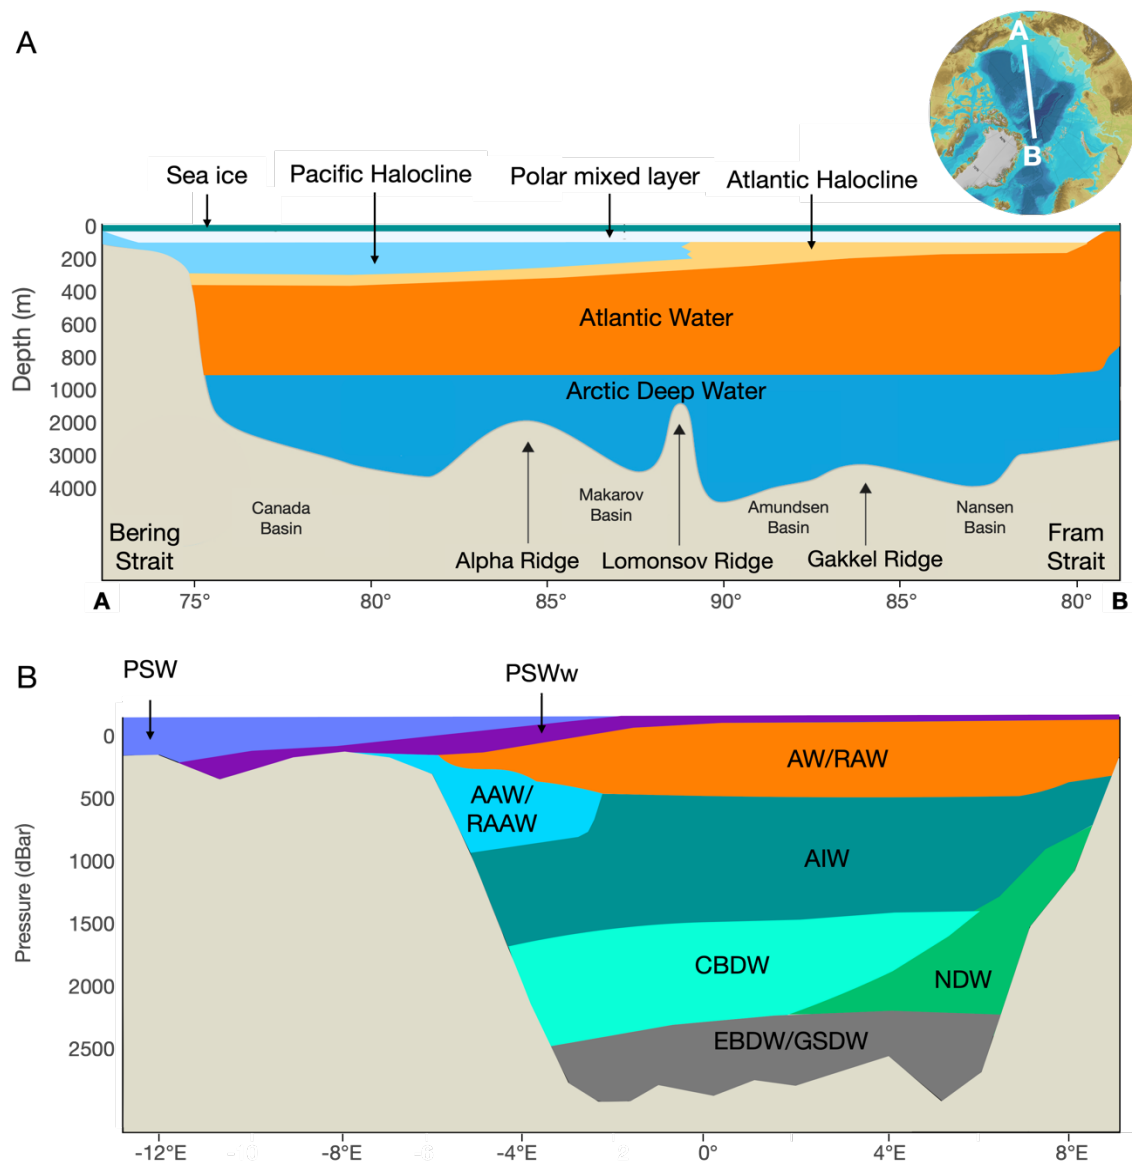 A
A
B
Sea ice
Pacific Halocline
Polar mixed layer
Atlantic Halocline
0
200
400
600
800
1000
2000
3000
4000
Depth (m)
Atlantic Water
Arctic Deep Water
Canada
Basin
Makarov
Basin
Amundsen
Basin
Nansen
Basin
Bering
Strait
Alpha Ridge
Lomonsov Ridge
Gakkel Ridge
Fram
Strait
A
75°
80°
85°
90°
85°
80°
B
B
PSW
PSWw
0
500
1000
1500
2000
2500
Pressure (dBar)
AW/RAW
AAW/
RAAW
AIW
CBDW
NDW
EBDW/GSDW
-12°E
-8°E
-4°E
0°
4°E
8°E